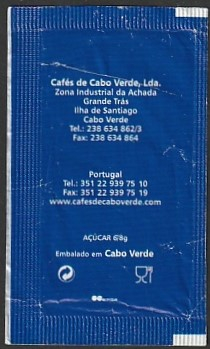 Cafés de Cabo Verde, Lda.
Zona Industrial da Achada
Grande Trás
Ilha de Santiago
Cabo Verde
Tel.: 238 634 862/3
Fax: 238 634 864
Portugal
Tel.: 351 22 939 75 10
Fax: 351 22 939 75 19
www.cafesdecaboverde.com
AÇÚCAR 6/8g
Embalado em Cabo Verde